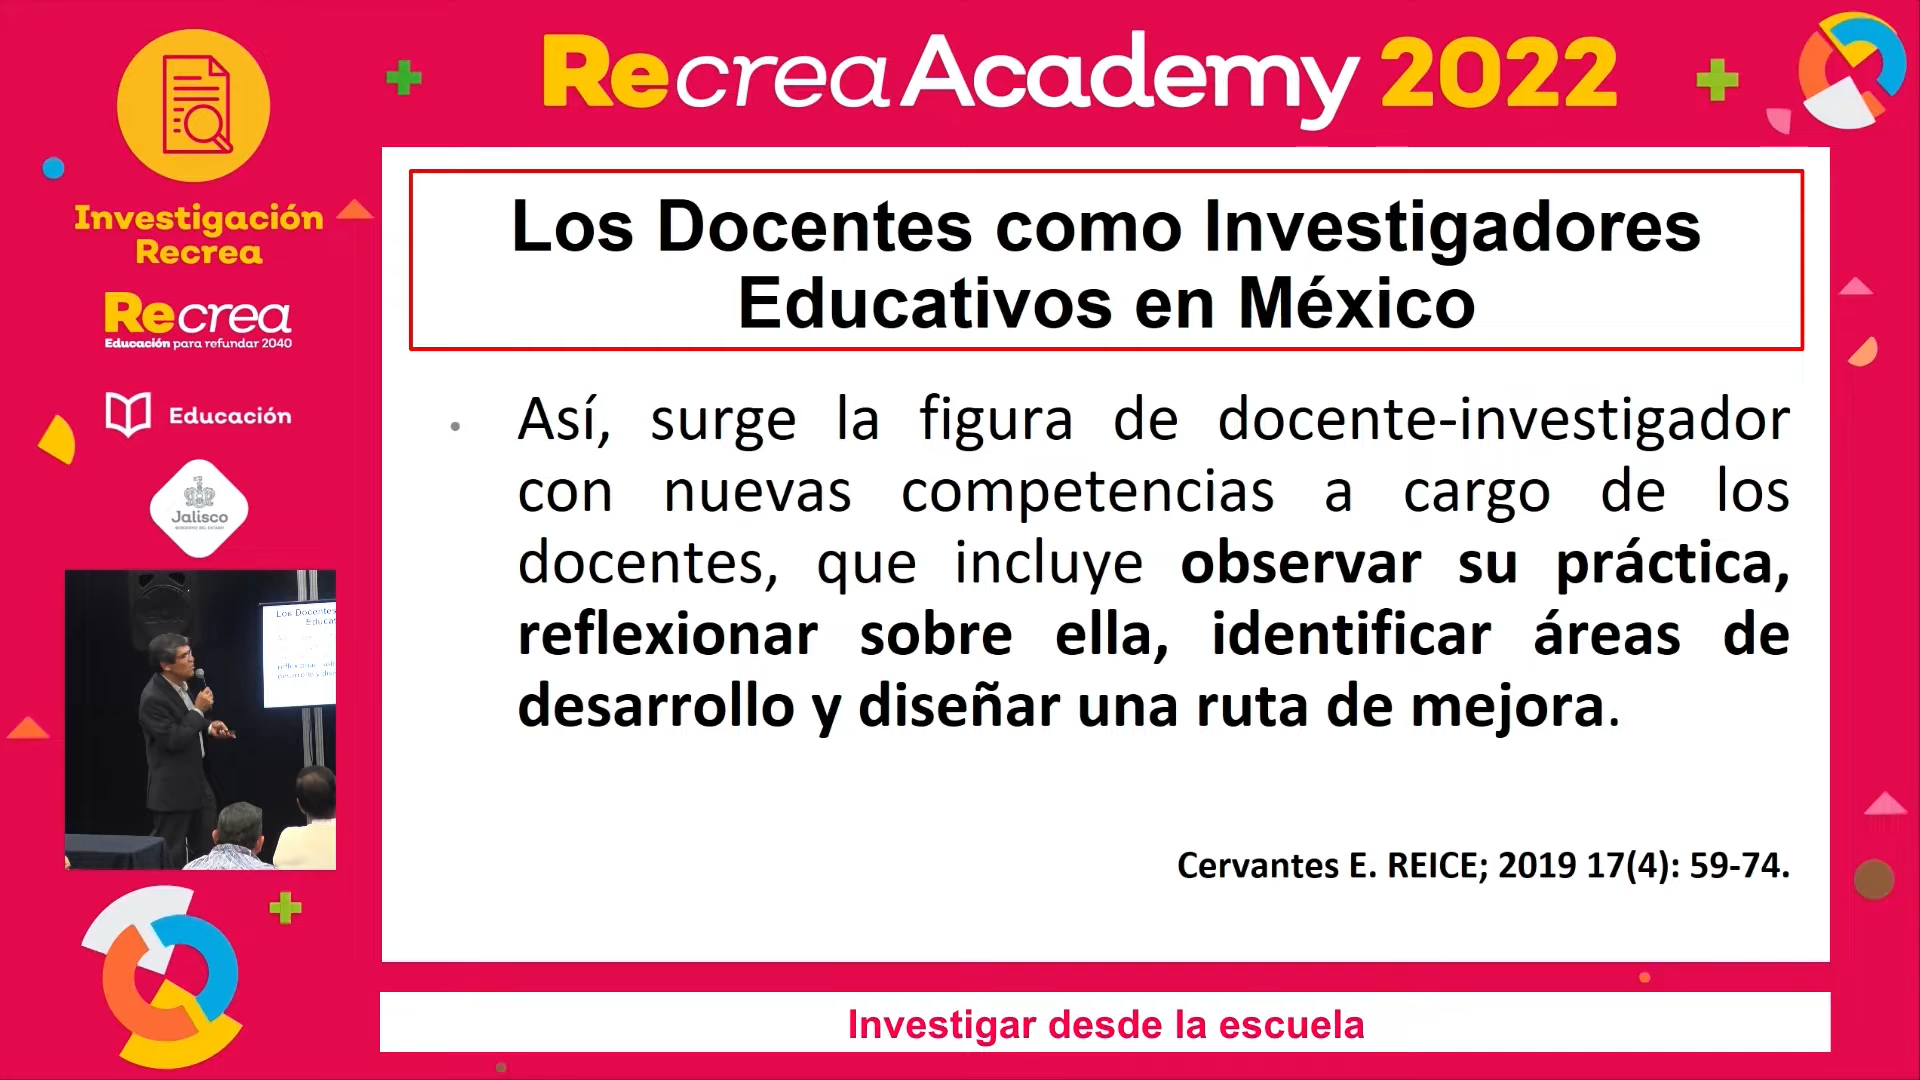 Recrea Academy 2022
Investigación
Recrea
Recrea
Educación para refundar 2040
Educación
Jalisco
Los Docentes como Investigadores
Educativos en México
Así, surge la figura de docente-investigador
con nuevas competencias a cargo de los
docentes, que incluye observar su práctica,
reflexionar sobre ella, identificar áreas de
desarrollo y diseñar una ruta de mejora.
Cervantes E. REICE; 2019 17(4): 59-74.
Los Docentes
Educat
Investigar desde la escuela